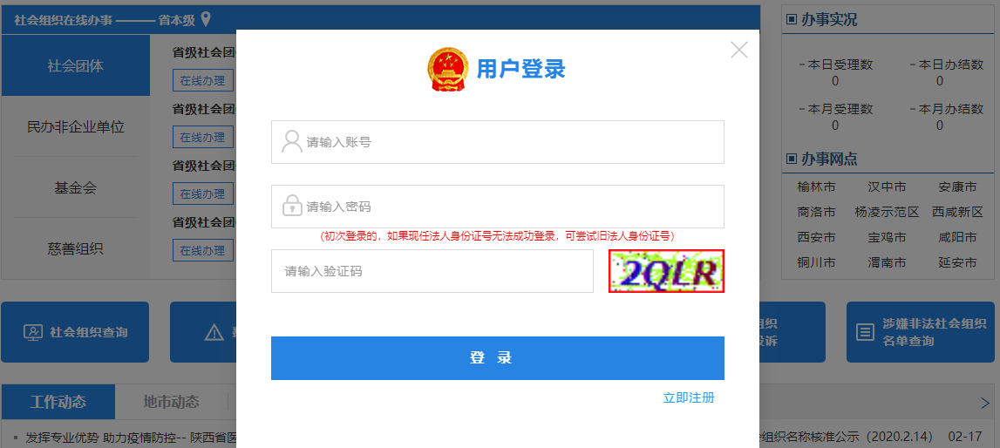 社会组织在线办事 ——— 省本级
社会团体
民办非企业单位
基金会
慈善组织
省级社会团
在线办理
省级社会团
在线办理
省级社会团
在线办理
省级社会团
在线办理
用户登录
请输入账号
请输入密码
(初次登录的，如果现任法人身份证号无法成功登录，可尝试旧法人身份证号)
请输入验证码
2QLR
登 录
立即注册
办事实况
本日受理数 本日办结数
0 0
本月受理数 本月办结数
0 0
办事网点
榆林市 汉中市 安康市
商洛市 杨凌示范区 西咸新区
西安市 宝鸡市 咸阳市
铜川市 渭南市 延安市
社会组织查询
组织
投诉
涉嫌非法社会组织
名单查询
工作动态 地市动态
发挥专业优势 助力疫情防控-- 陕西省医
组织名称核准公示（2020.2.14） 02-17